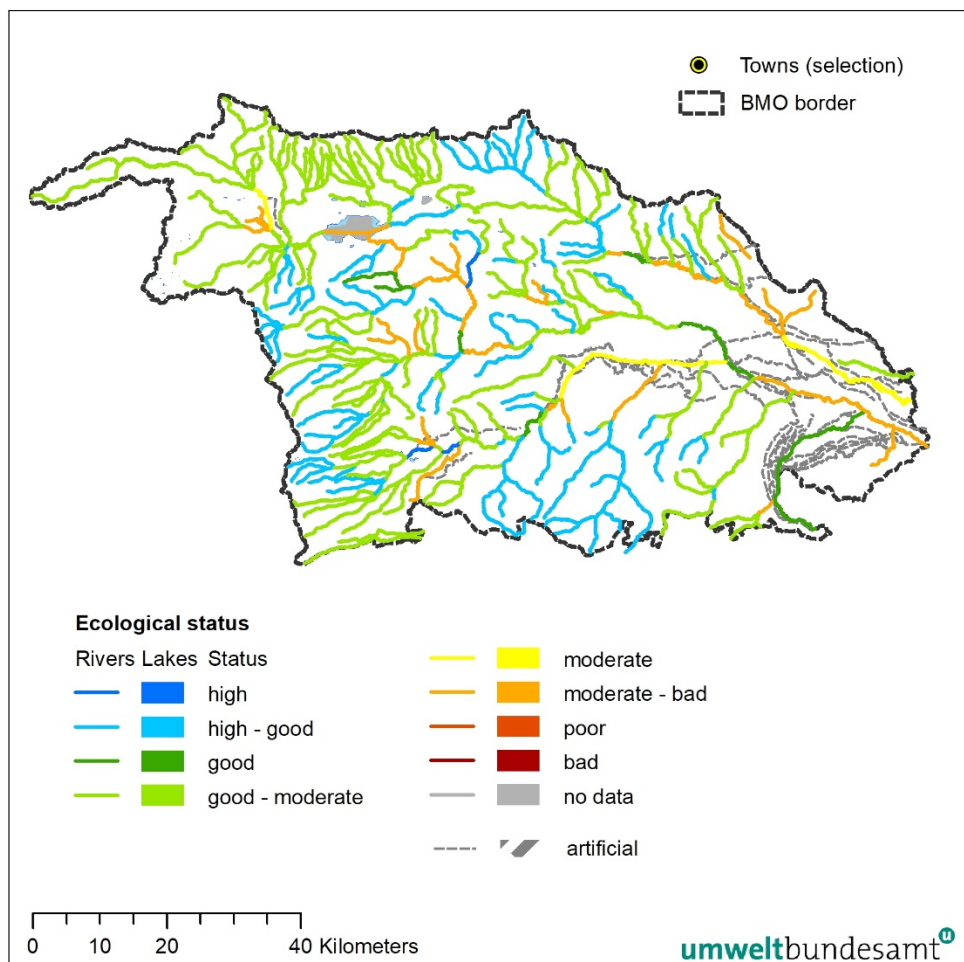 Towns (selection)
BMO border
Ecological status
Rivers Lakes Status
high
high - good
good
good - moderate
moderate
moderate - bad
poor
bad
no data
artificial
0 10 20 40 Kilometers
umweltbundesamt u